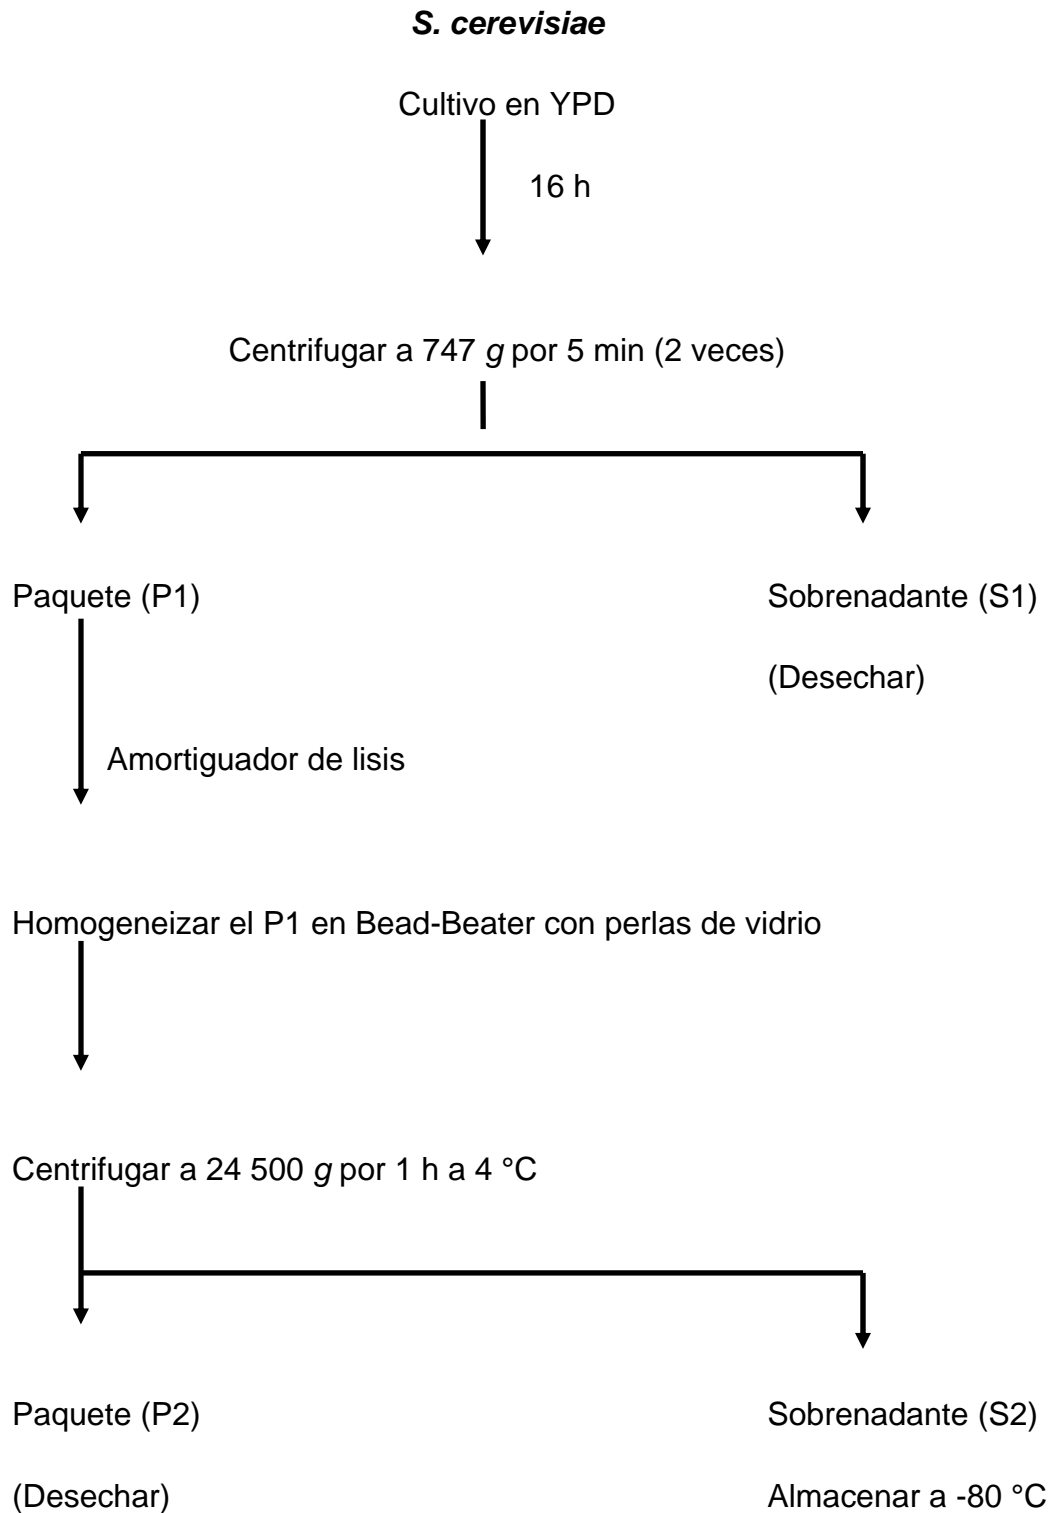 S. cerevisiae
Cultivo en YPD
16 h
Centrifugar a 747 g por 5 min (2 veces)
Paquete (P1)
Sobrenadante (S1)
(Desechar)
Amortiguador de lisis
Homogeneizar el P1 en Bead-Beater con perlas de vidrio
Centrifugar a 24 500 g por 1 h a 4 °C
Paquete (P2)
Sobrenadante (S2)
(Desechar)
Almacenar a -80 °C